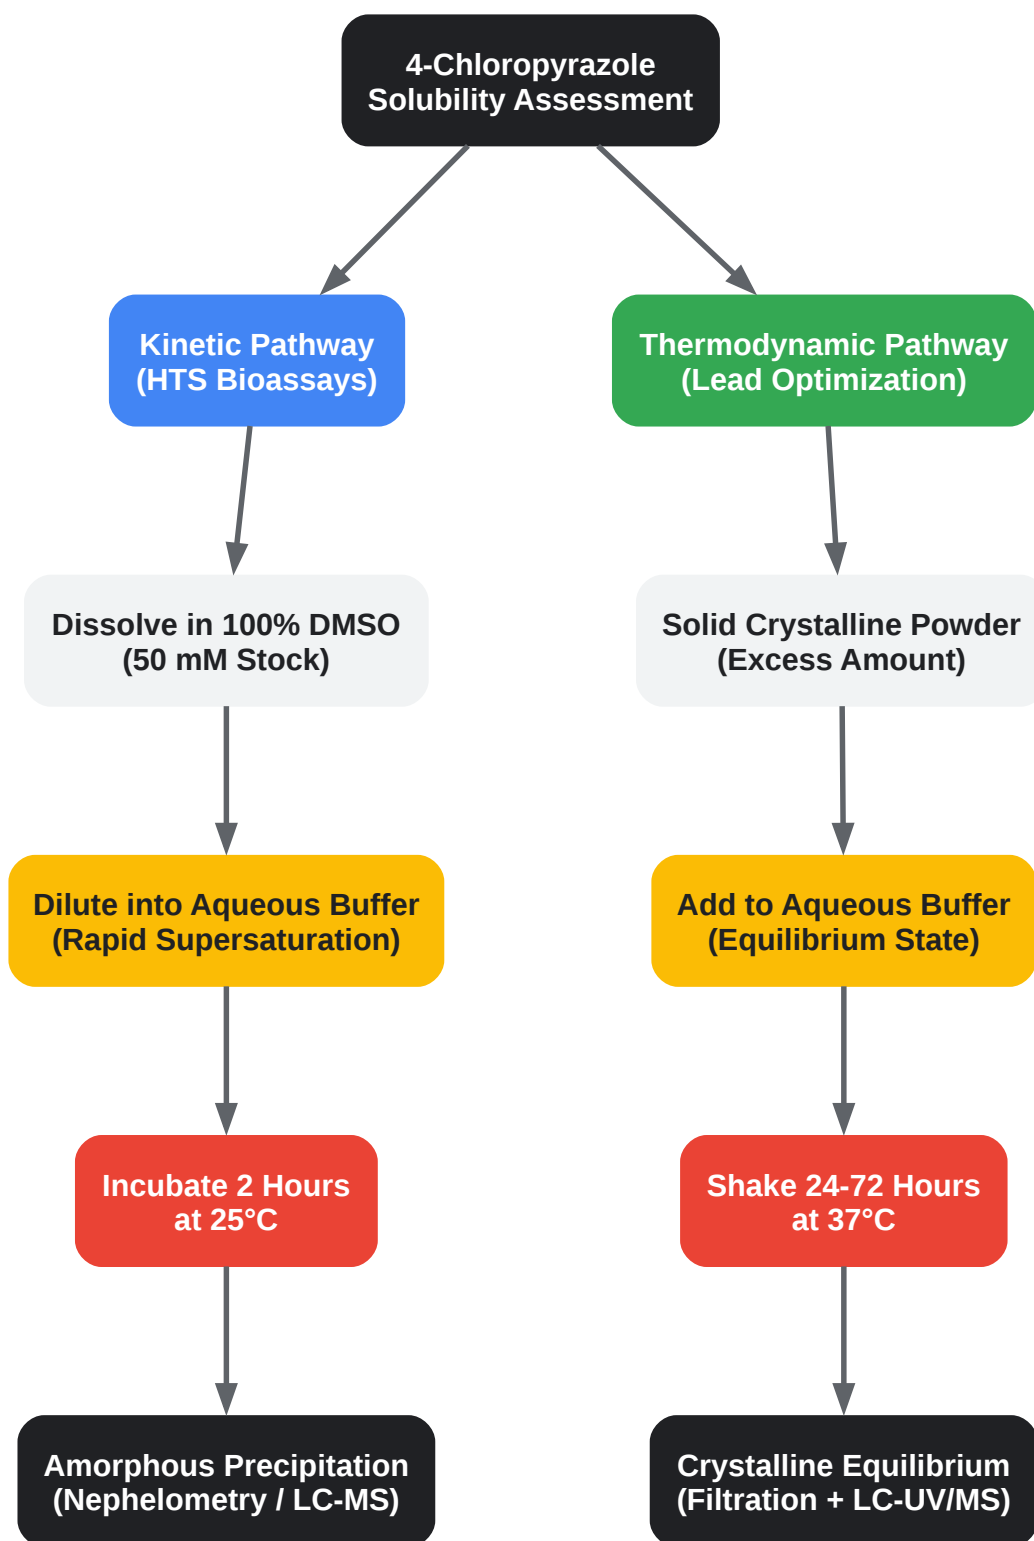 4-Chloropyrazole
Solubility Assessment
Kinetic Pathway
(HTS Bioassays)
Thermodynamic Pathway
(Lead Optimization)
Dissolve in 100% DMSO
(50 mM Stock)
Solid Crystalline Powder
(Excess Amount)
Dilute into Aqueous Buffer
(Rapid Supersaturation)
Add to Aqueous Buffer
(Equilibrium State)
Incubate 2 Hours
at 25°C
Shake 24-72 Hours
at 37°C
Amorphous Precipitation
(Nephelometry / LC-MS)
Crystalline Equilibrium
(Filtration + LC-UV/MS)